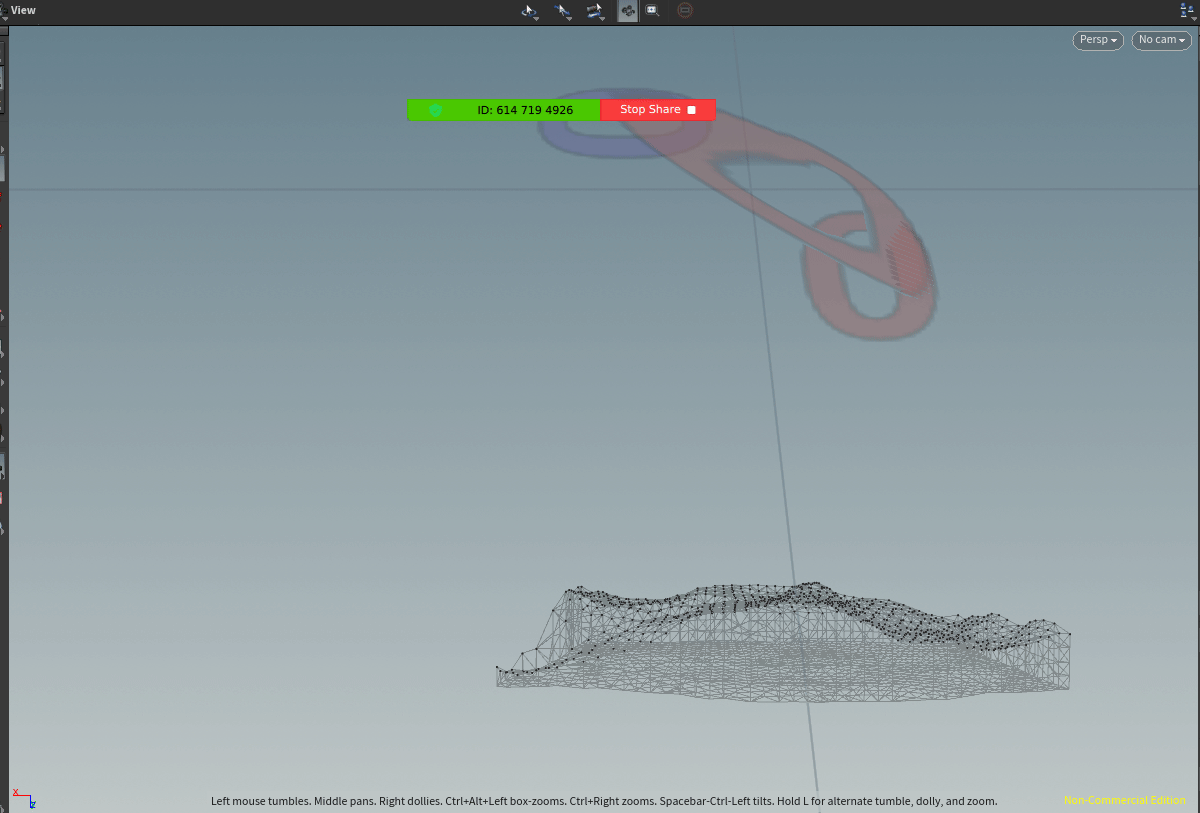 View
Persp
No cam
ID: 614 719 4926
Stop Share
x
z
Left mouse tumbles. Middle pans. Right dollies. Ctrl+Alt+Left box-zooms. Ctrl+Right zooms. Spacebar-Ctrl-Left tilts. Hold L for alternate tumble, dolly, and zoom.
Non-Commercial Edition